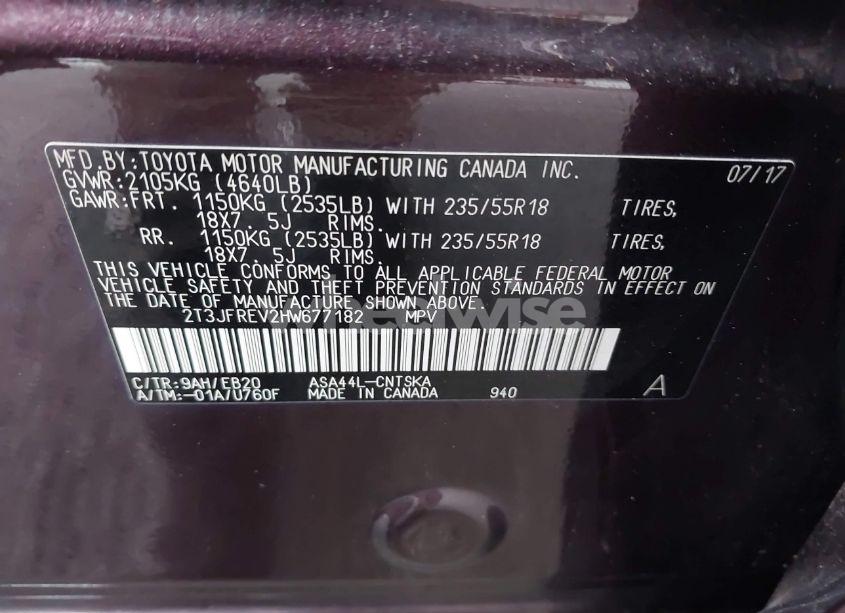 MFD.BY:TOYOTA MOTOR MANUFACTURING CANADA INC. 07/17
GVWR:2105KG (4640LB)
GAWR:FRT. 1150KG (2535LB) WITH 235/55R18 TIRES,
18X7. 5J RIMS.
RR. 1150KG (2535LB) WITH 235/55R18 TIRES,
18X7. 5J RIMS.
THIS VEHICLE CONFORMS TO ALL APPLICABLE FEDERAL MOTOR
VEHICLE SAFETY AND THEFT PREVENTION STANDARDS IN EFFECT ON
THE DATE OF MANUFACTURE SHOWN ABOVE.
2T3JFREV2HW677182 MPV
C/TR:9AH/EB20 ASA44L-CNTSKA
A/TM:-01A/U760F MADE IN CANADA 940 A